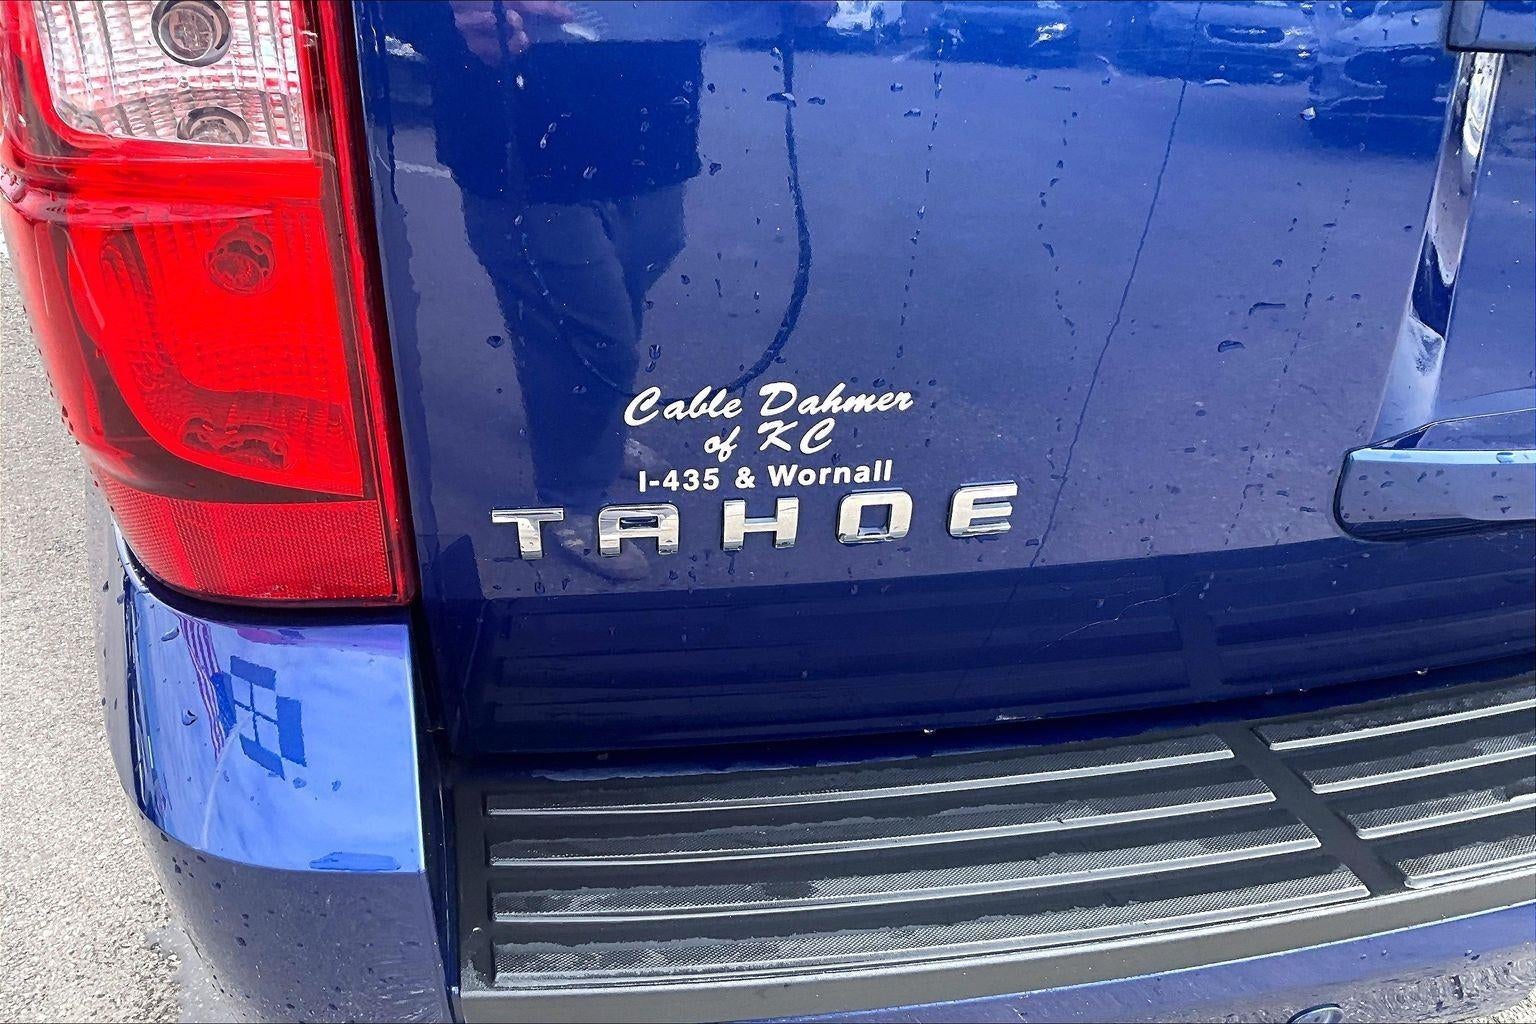 Cable Dahmer
of KC
I-435 & Wornall
TAHOE